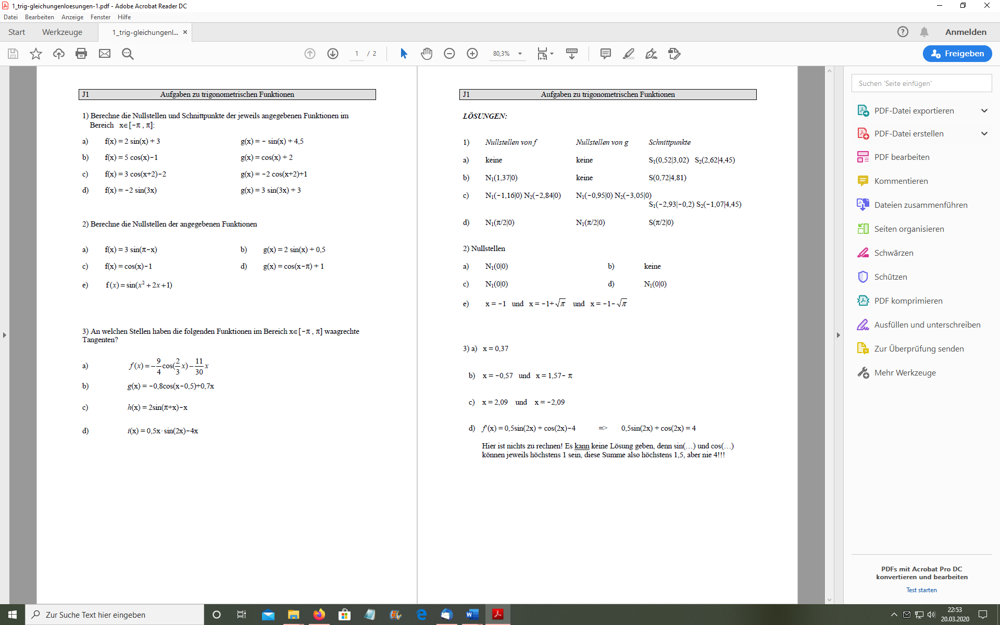 1_trig-gleichungenloesungen-1.pdf - Adobe Acrobat Reader DC
Datei Bearbeiten Anzeige Fenster Hilfe
Start Werkzeuge 1_trig-gleichungenl... × Anmelden
1 / 2 80,3% Freigeben
J1 Aufgaben zu trigonometrischen Funktionen
1) Berechne die Nullstellen und Schnittpunkte der jeweils angegebenen Funktionen im
Bereich x∈[−π , π]:
a) f(x) = 2 sin(x) + 3 g(x) = − sin(x) + 4,5
b) f(x) = 5 cos(x)−1 g(x) = cos(x) + 2
c) f(x) = 3 cos(x+2)−2 g(x) = −2 cos(x+2)+1
d) f(x) = −2 sin(3x) g(x) = 3 sin(3x) + 3
2) Berechne die Nullstellen der angegebenen Funktionen
a) f(x) = 3 sin(π−x) b) g(x) = 2 sin(x) + 0,5
c) f(x) = cos(x)−1 d) g(x) = cos(x−π) + 1
e) f(x) = sin(x² + 2x + 1)
3) An welchen Stellen haben die folgenden Funktionen im Bereich x∈[−π , π] waagrechte
Tangenten?
a) f(x) = −9/4 cos(2/3 x) − 11/30 x
b) g(x) = −0,8cos(x−0,5)+0,7x
c) h(x) = 2sin(π+x)−x
d) i(x) = 0,5x· sin(2x)−4x
J1 Aufgaben zu trigonometrischen Funktionen
LÖSUNGEN:
1) Nullstellen von f Nullstellen von g Schnittpunkte
a) keine keine S₁(0,52|3,02) S₂(2,62|4,45)
b) N₁(1,37|0) keine S(0,72|4,81)
c) N₁(−1,16|0) N₂(−2,84|0) N₁(−0,95|0) N₂(−3,05|0)
S₁(−2,93|−0,2) S₂(−1,07|4,45)
d) N₁(π/2|0) N₁(π/2|0) S(π/2|0)
2) Nullstellen
a) N₁(0|0) b) keine
c) N₁(0|0) d) N₁(0|0)
e) x = −1 und x = −1+√π und x = −1−√π
3) a) x = 0,37
b) x = −0,57 und x = 1,57− π
c) x = 2,09 und x = −2,09
d) f'(x) = 0,5sin(2x) + cos(2x)−4 => 0,5sin(2x) + cos(2x) = 4
Hier ist nichts zu rechnen! Es kann keine Lösung geben, denn sin(…) und cos(…)
können jeweils höchstens 1 sein, diese Summe also höchstens 1,5, aber nie 4!!!
Suchen 'Seite einfügen'
PDF-Datei exportieren
PDF-Datei erstellen
PDF bearbeiten
Kommentieren
Dateien zusammenführen
Seiten organisieren
Schwärzen
Schützen
PDF komprimieren
Ausfüllen und unterschreiben
Zur Überprüfung senden
Mehr Werkzeuge
PDFs mit Acrobat Pro DC
konvertieren und bearbeiten
Test starten
Zur Suche Text hier eingeben
22:53
20.03.2020